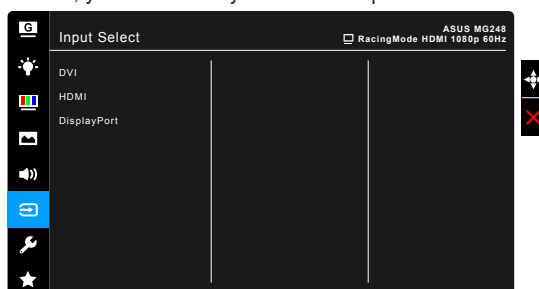 G
Input Select
ASUS MG248
RacingMode HDMI 1080p 60Hz
DVI
HDMI
DisplayPort